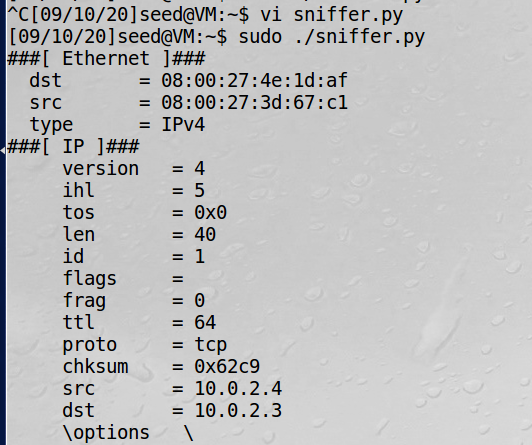 ^C[09/10/20]seed@VM:~$ vi sniffer.py
[09/10/20]seed@VM:~$ sudo ./sniffer.py
###[ Ethernet ]###
  dst       = 08:00:27:4e:1d:af
  src       = 08:00:27:3d:67:c1
  type      = IPv4
###[ IP ]###
     version   = 4
     ihl       = 5
     tos       = 0x0
     len       = 40
     id        = 1
     flags     =
     frag      = 0
     ttl       = 64
     proto     = tcp
     chksum    = 0x62c9
     src       = 10.0.2.4
     dst       = 10.0.2.3
     \options   \